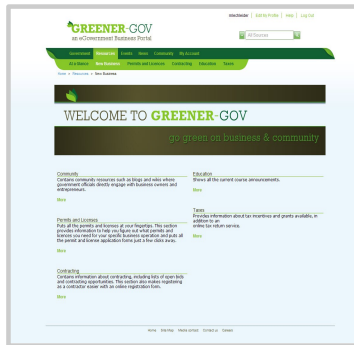 Edit My Profile | Help | Log Out
GREENER-GOV
an eGovernment Business Portal
All Sources
Government Resources Events News Community My Account
At a Glance New Business Permits and Licences Contracting Education Taxes
Home > Resources > New Business
WELCOME TO GREENER-GOV
go green on business & community
Community
Contains community resources such as blogs and wikis where
government officials directly engage with business owners and
entrepreneurs.
More
Permits and Licenses
Puts all the permits and licenses at your fingertips. This section
provides information to help you figure out what permits and
licences you need for your specific business operation and puts all
the permit and license application forms just a few clicks away.
More
Contracting
Contains information about contracting, including lists of open bids
and contracting opportunities. This section also makes registering
as a contractor easier with an online registration form.
More
Education
Shows all the current course announcements.
More
Taxes
Provides information about tax incentives and grants available, in
addition to an
online tax return service.
More
Home Site Map Media contact Contact us Careers